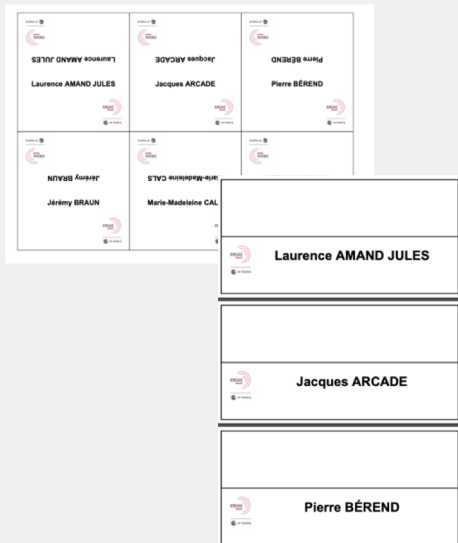 Laurence AMAND JULES
Jacques ARCADE
Pierre BÉREND
Laurence AMAND JULES
Jacques ARCADE
Pierre BÉREND
Jérémy BRAUN
Marie-Madeleine CALS
Jérémy BRAUN
Marie-Madeleine CAL
Laurence AMAND JULES
Jacques ARCADE
Pierre BÉREND